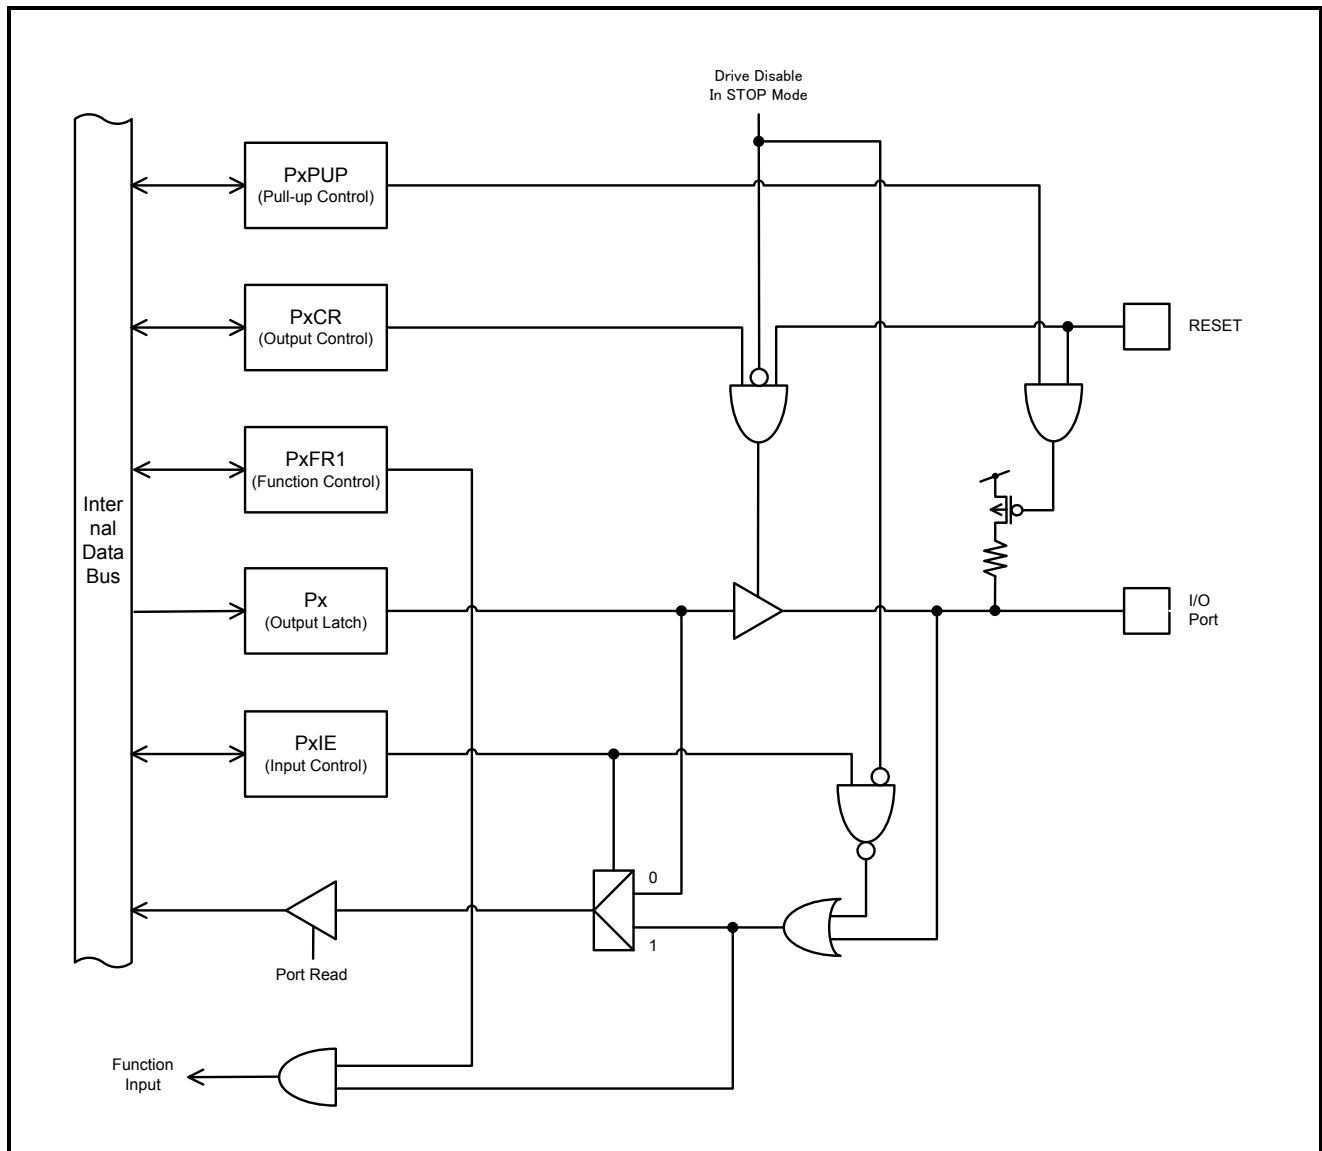 Drive Disable
In STOP Mode
PxPUP
(Pull-up Control)
PxCR
(Output Control)
RESET
PxFR1
(Function Control)
Inter
nal
Data
Bus
Px
(Output Latch)
I/O
Port
PxIE
(Input Control)
0
1
Port Read
Function
Input